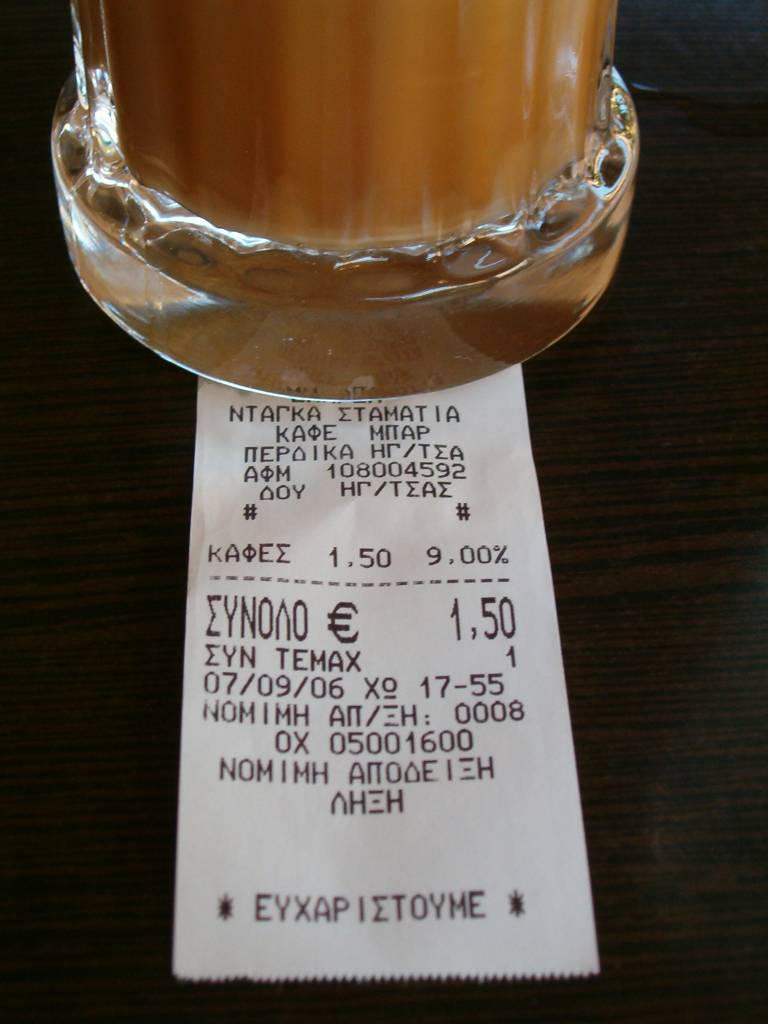 ΝΤΑΓΚΑ ΣΤΑΜΑΤΙΑ
ΚΑΦΕ ΜΠΑΡ
ΠΕΡΔΙΚΑ ΗΓ/ΤΣΑ
ΑΦΜ 108004592
ΔΟΥ ΗΓ/ΤΣΑΣ
# #
ΚΑΦΕΣ 1,50 9,00%
ΣΥΝΟΛΟ € 1,50
ΣΥΝ ΤΕΜΑΧ 1
07/09/06 ΧΩ 17-55
ΝΟΜΙΜΗ ΑΠ/ΞΗ: 0008
ΟΧ 05001600
ΝΟΜΙΜΗ ΑΠΟΔΕΙΞΗ
ΛΗΞΗ
* ΕΥΧΑΡΙΣΤΟΥΜΕ *